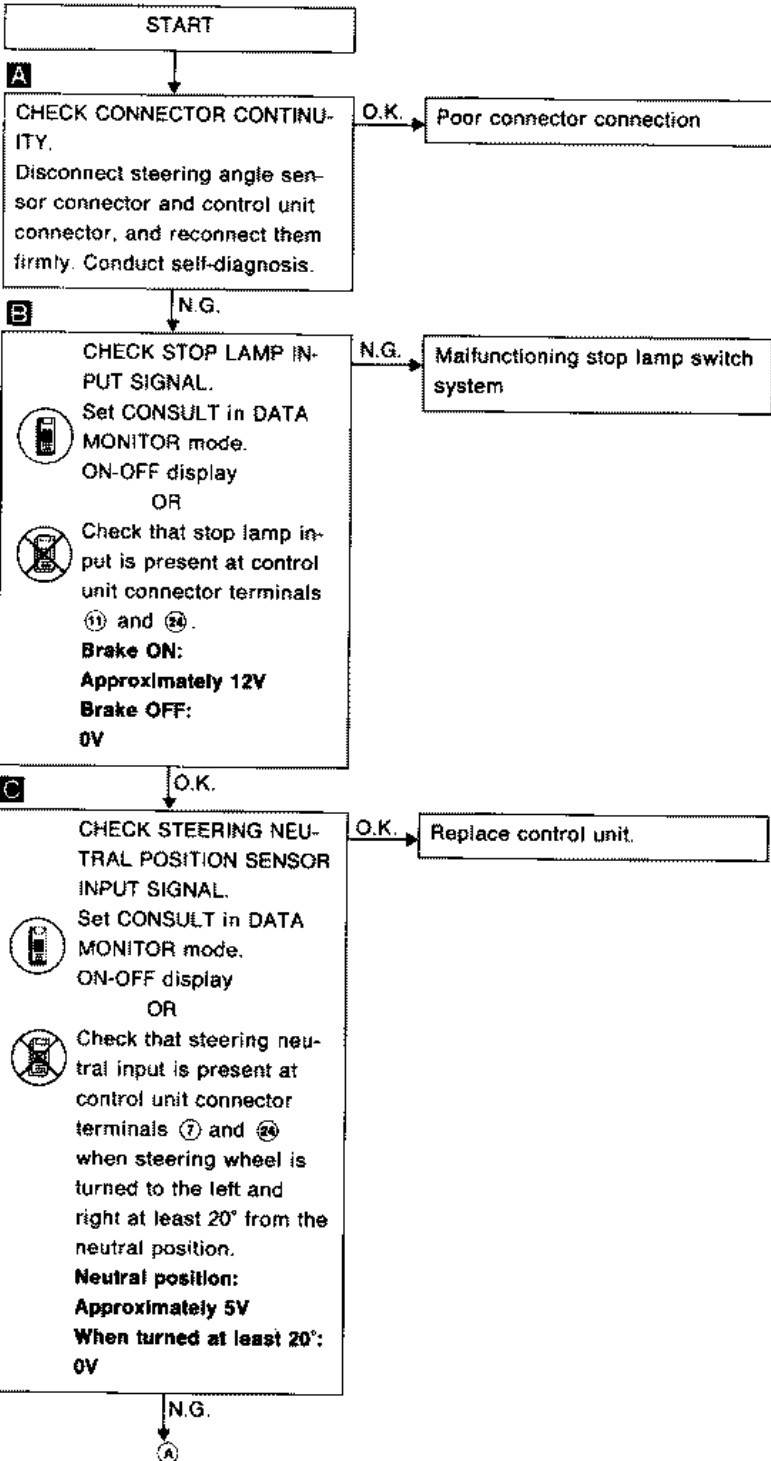 START
A
CHECK CONNECTOR CONTINU-
ITY.
Disconnect steering angle sen-
sor connector and control unit
connector, and reconnect them
firmly. Conduct self-diagnosis.
O.K.
Poor connector connection
N.G.
B
CHECK STOP LAMP IN-
PUT SIGNAL.
Set CONSULT in DATA
MONITOR mode.
ON-OFF display
OR
Check that stop lamp in-
put is present at control
unit connector terminals
⑪ and ㉔.
Brake ON:
Approximately 12V
Brake OFF:
0V
N.G.
Malfunctioning stop lamp switch
system
O.K.
C
CHECK STEERING NEU-
TRAL POSITION SENSOR
INPUT SIGNAL.
Set CONSULT in DATA
MONITOR mode.
ON-OFF display
OR
Check that steering neu-
tral input is present at
control unit connector
terminals ⑦ and ㉔
when steering wheel is
turned to the left and
right at least 20° from the
neutral position.
Neutral position:
Approximately 5V
When turned at least 20°:
0V
O.K.
Replace control unit.
N.G.
Ⓐ